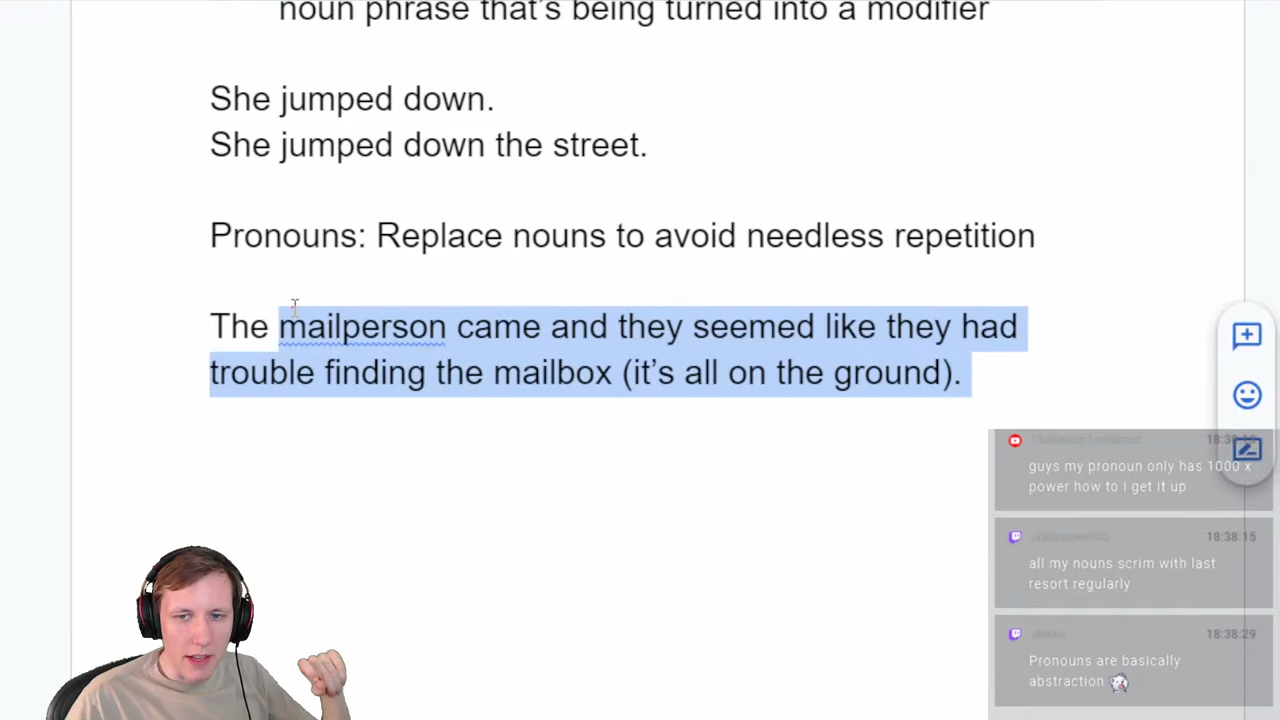 noun phrase that's being turned into a modifier
She jumped down.
She jumped down the street.
Pronouns: Replace nouns to avoid needless repetition
The mailperson came and they seemed like they had
trouble finding the mailbox (it's all on the ground).
guys my pronoun only has 1000 x
power how to I get It up
18:38:15
all my nouns scrim with last
resort regularly
18:38:29
Pronouns are basically
abstraction